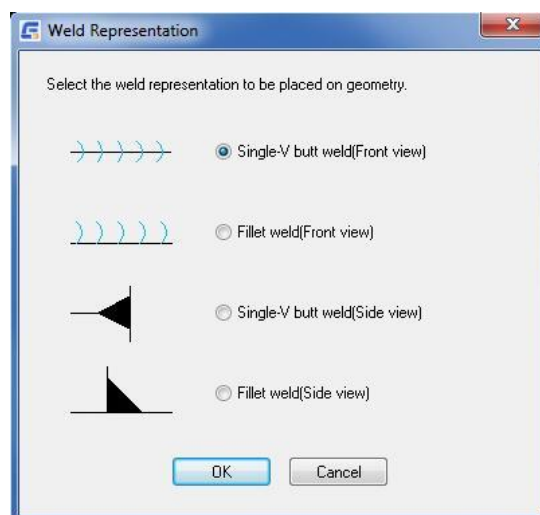 Weld Representation
Select the weld representation to be placed on geometry.
Single-V butt weld(Front view)
Fillet weld(Front view)
Single-V butt weld(Side view)
Fillet weld(Side view)
OK
Cancel